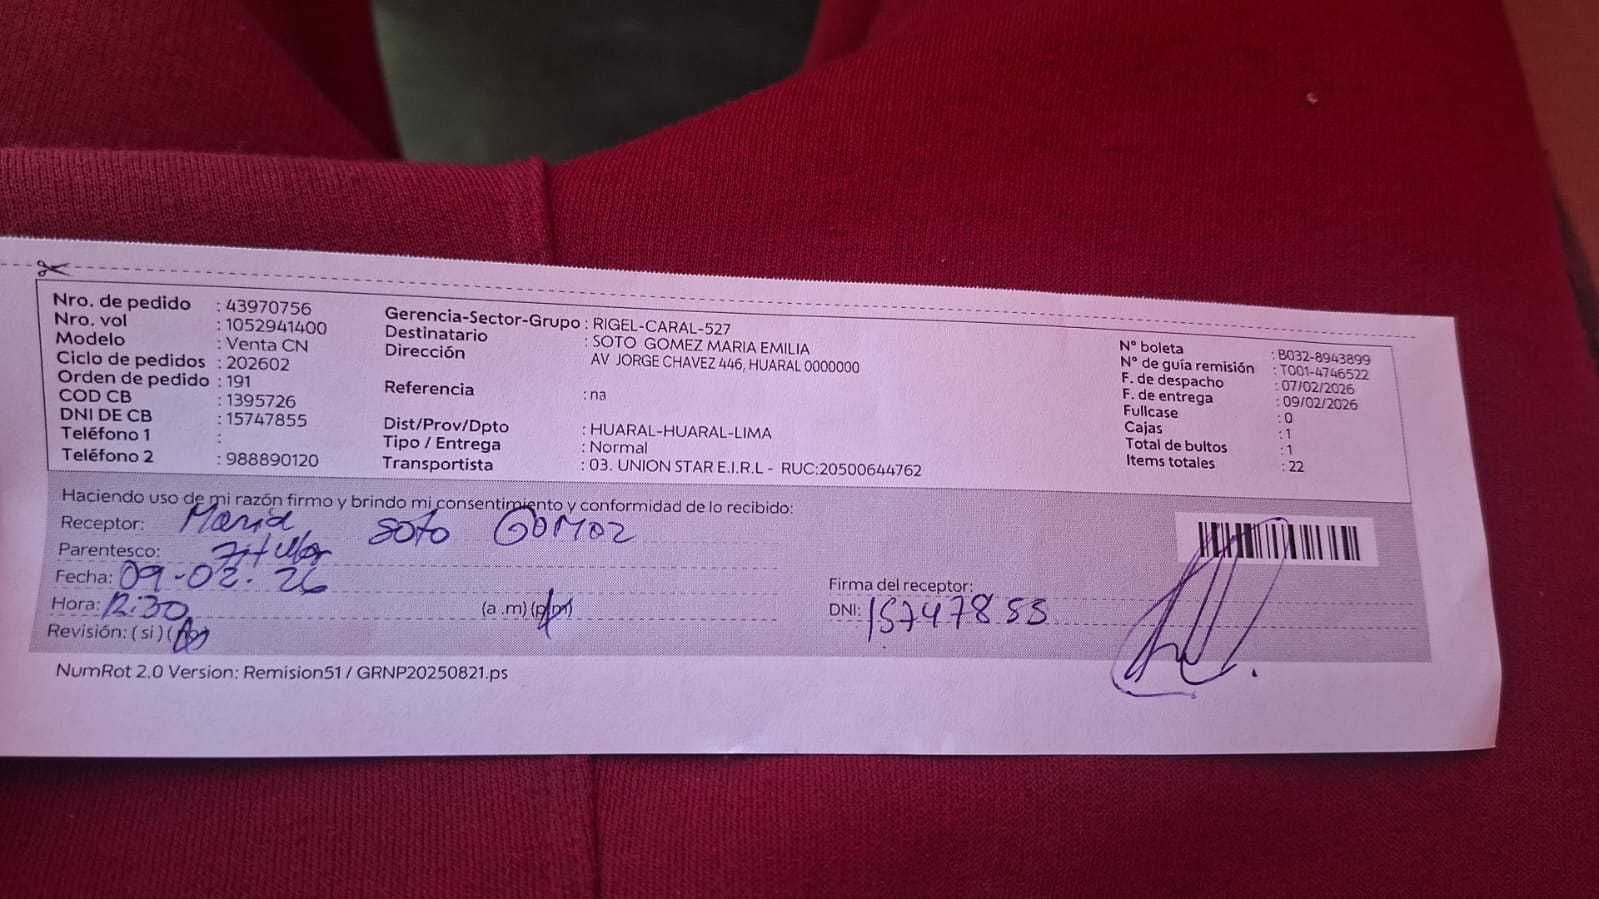 Nro. de pedido : 43970756
Nro. vol : 1052941400
Modelo : Venta CN
Ciclo de pedidos : 202602
Orden de pedido : 191
COD CB : 1395726
DNI DE CB : 15747855
Teléfono 1 :
Teléfono 2 : 988890120
Gerencia-Sector-Grupo : RIGEL-CARAL-527
Destinatario : SOTO GOMEZ MARIA EMILIA
Dirección AV JORGE CHAVEZ 446, HUARAL 0000000
Referencia : na
Dist/Prov/Dpto : HUARAL-HUARAL-LIMA
Tipo / Entrega : Normal
Transportista : 03. UNION STAR E.I.R.L - RUC:20500644762
N° boleta : B032-8943899
N° de guía remisión : T001-4746522
F. de despacho : 07/02/2026
F. de entrega : 09/02/2026
Fullcase : 0
Cajas : 1
Total de bultos : 1
Items totales : 22
Haciendo uso de mi razón firmo y brindo mi consentimiento y conformidad de lo recibido:
Receptor: Maria Soto Gomez
Parentesco: Titular
Fecha: 09-02-26
Hora: 12:30 (a .m) (p.m)
Revisión: ( si ) (no)
Firma del receptor:
DNI: 15747855
NumRot 2.0 Version: Remision51 / GRNP20250821.ps